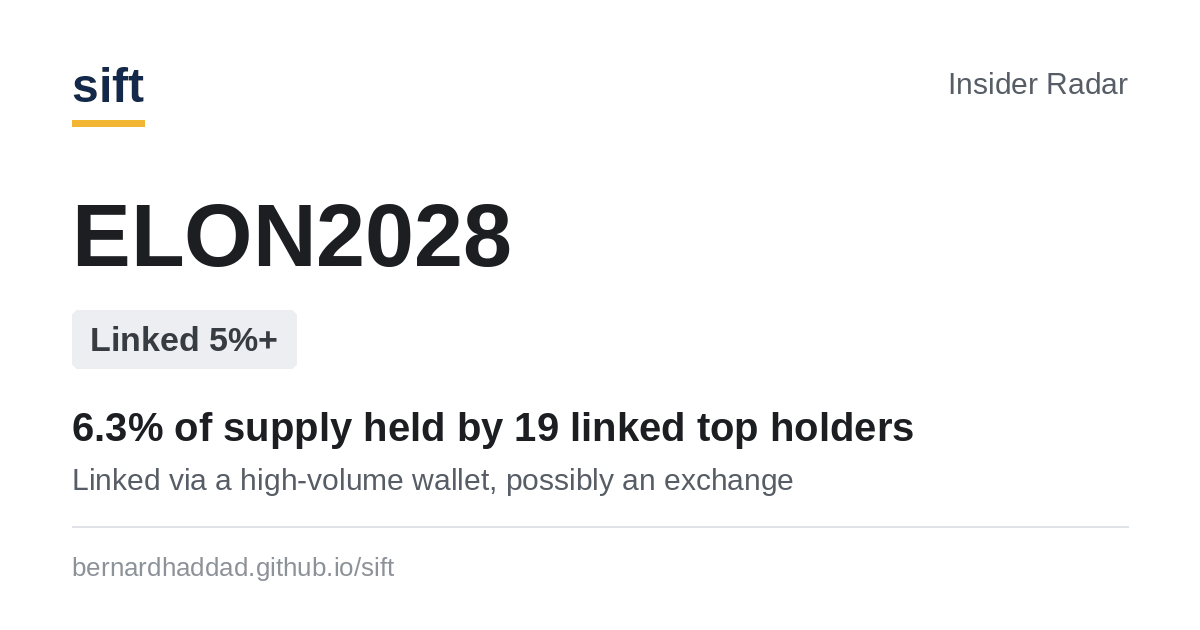 sift
Insider Radar
ELON2028
Linked 5%+
6.3% of supply held by 19 linked top holders
Linked via a high-volume wallet, possibly an exchange
bernardhaddad.github.io/sift